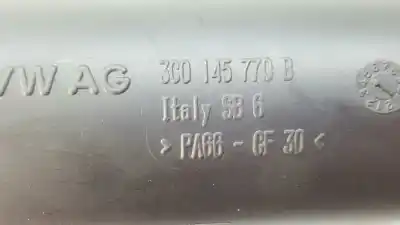 VW AG 3C0 145 770 B
Italy SB 6
> PA66 - GF 30 <